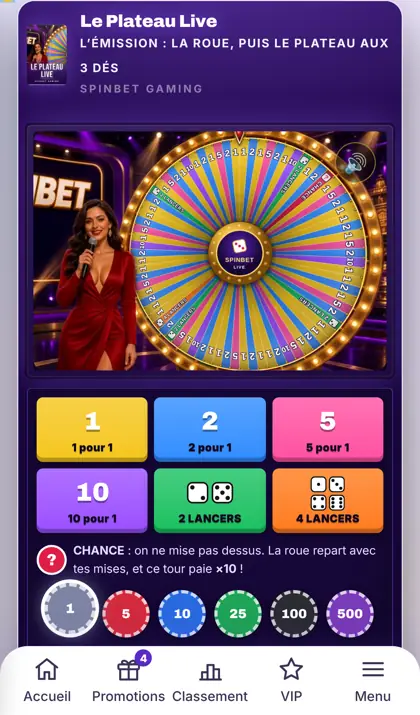 Le Plateau Live
L'ÉMISSION : LA ROUE, PUIS LE PLATEAU AUX
3 DÉS
SPINBET GAMING
LE PLATEAU
LIVE
SPINBET
LIVE
1
1 pour 1
2
2 pour 1
5
5 pour 1
10
10 pour 1
2 LANCERS
4 LANCERS
?
CHANCE : on ne mise pas dessus. La roue repart avec
tes mises, et ce tour paie ×10 !
1
5
10
25
100
500
4
Accueil
Promotions
Classement
VIP
Menu